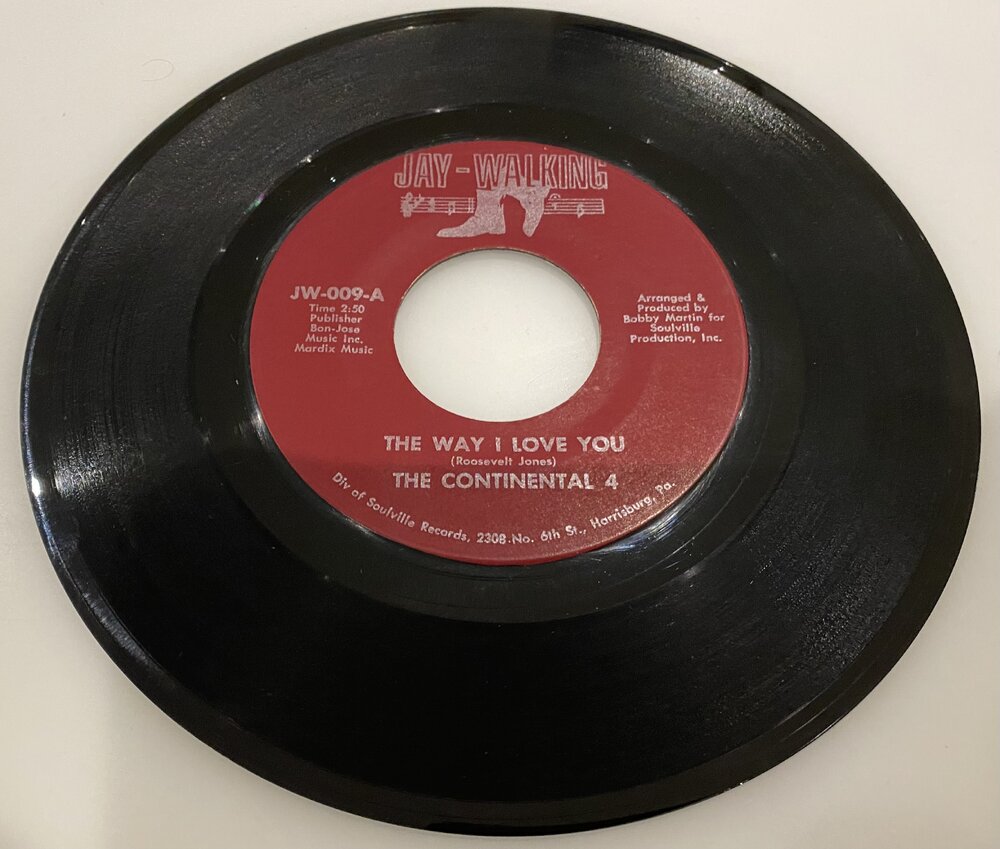 JAY-WALKING
JW-009-A
Time 2:50
Publisher
Bon-Jose
Music Inc.
Mardix Music
Arranged &
Produced by
Bobby Martin for
Soulville
Production, Inc.
THE WAY I LOVE YOU
(Roosevelt Jones)
THE CONTINENTAL 4
Div of Soulville Records, 2308 No. 6th St., Harrisburg, Pa.